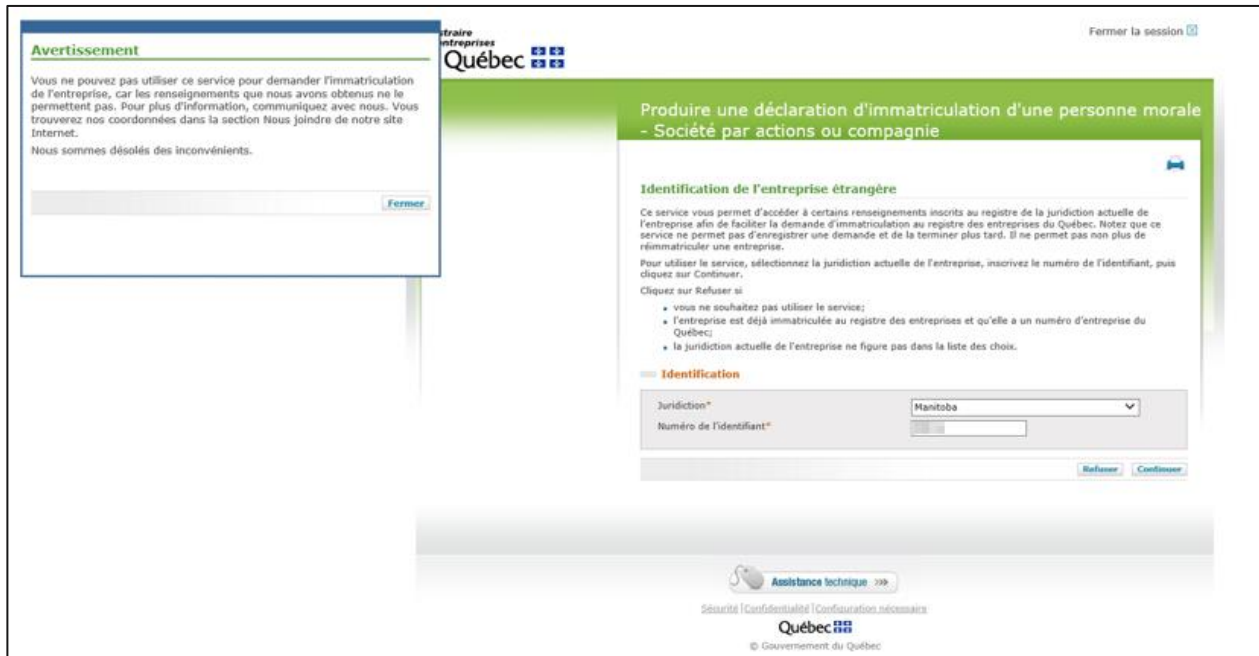 Avertissement
Vous ne pouvez pas utiliser ce service pour demander l'immatriculation
de l'entreprise, car les renseignements que nous avons obtenus ne le
permettent pas. Pour plus d'information, communiquez avec nous. Vous
trouverez nos coordonnées dans la section Nous joindre de notre site
Internet.
Nous sommes désolés des inconvénients.
Fermer
straire
entreprises
Québec
Fermer la session
Produire une déclaration d'immatriculation d'une personne morale
- Société par actions ou compagnie
Identification de l'entreprise étrangère
Ce service vous permet d'accéder à certains renseignements inscrits au registre de la juridiction actuelle de
l'entreprise afin de faciliter la demande d'immatriculation au registre des entreprises du Québec. Notez que ce
service ne permet pas d'enregistrer une demande et de la terminer plus tard. Il ne permet pas non plus de
réimmatriculer une entreprise.
Pour utiliser le service, sélectionnez la juridiction actuelle de l'entreprise, inscrivez le numéro de l'identifiant, puis
cliquez sur Continuer.
Cliquez sur Refuser si
vous ne souhaitez pas utiliser le service;
l'entreprise est déjà immatriculée au registre des entreprises et qu'elle a un numéro d'entreprise du
Québec;
la juridiction actuelle de l'entreprise ne figure pas dans la liste des choix.
Identification
Juridiction*
Manitoba
Numéro de l'identifiant*
Refuser Continuer
Assistance technique >>>
Sécurité | Confidentialité | Configuration nécessaire
Québec
© Gouvernement du Québec